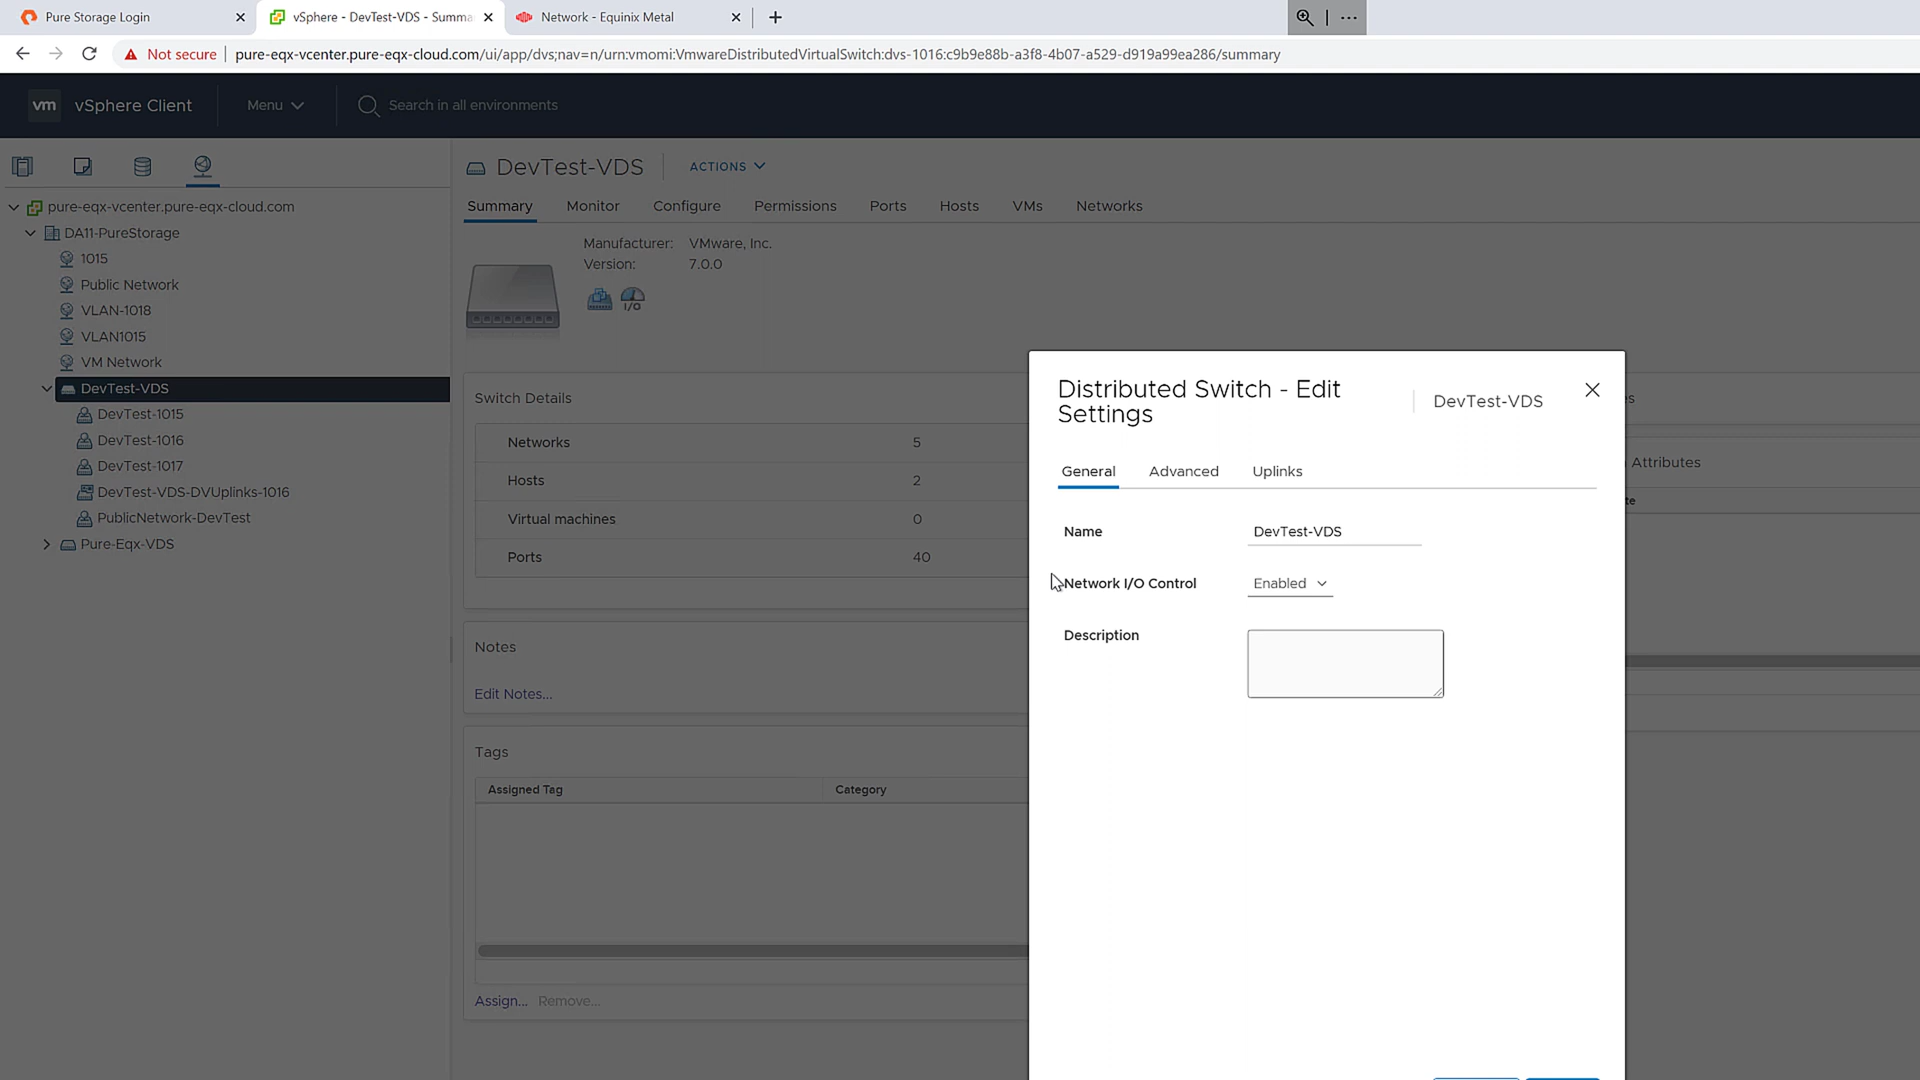 Pure Storage Login
vSphere - DevTest-VDS - Summa
Network - Equinix Metal
Not secure
pure-eqx-vcenter.pure-eqx-cloud.com/ui/app/dvs;nav=n/urn:vmomi:VmwareDistributedVirtualSwitch:dvs-1016:c9b9e88b-a3f8-4b07-a529-d919a99ea286/summary
vm vSphere Client
Menu
Search in all environments
pure-eqx-vcenter.pure-eqx-cloud.com
DA11-PureStorage
1015
Public Network
VLAN-1018
VLAN1015
VM Network
DevTest-VDS
DevTest-1015
DevTest-1016
DevTest-1017
DevTest-VDS-DVUplinks-1016
PublicNetwork-DevTest
Pure-Eqx-VDS
DevTest-VDS
ACTIONS
Summary Monitor Configure Permissions Ports Hosts VMs Networks
Manufacturer: VMware, Inc.
Version: 7.0.0
I/O
Switch Details
Networks 5
Hosts 2
Virtual machines 0
Ports 40
Notes
Edit Notes...
Tags
Assigned Tag Category
Assign... Remove...
Distributed Switch - Edit
Settings
DevTest-VDS
General Advanced Uplinks
Name DevTest-VDS
Network I/O Control Enabled
Description
Attributes